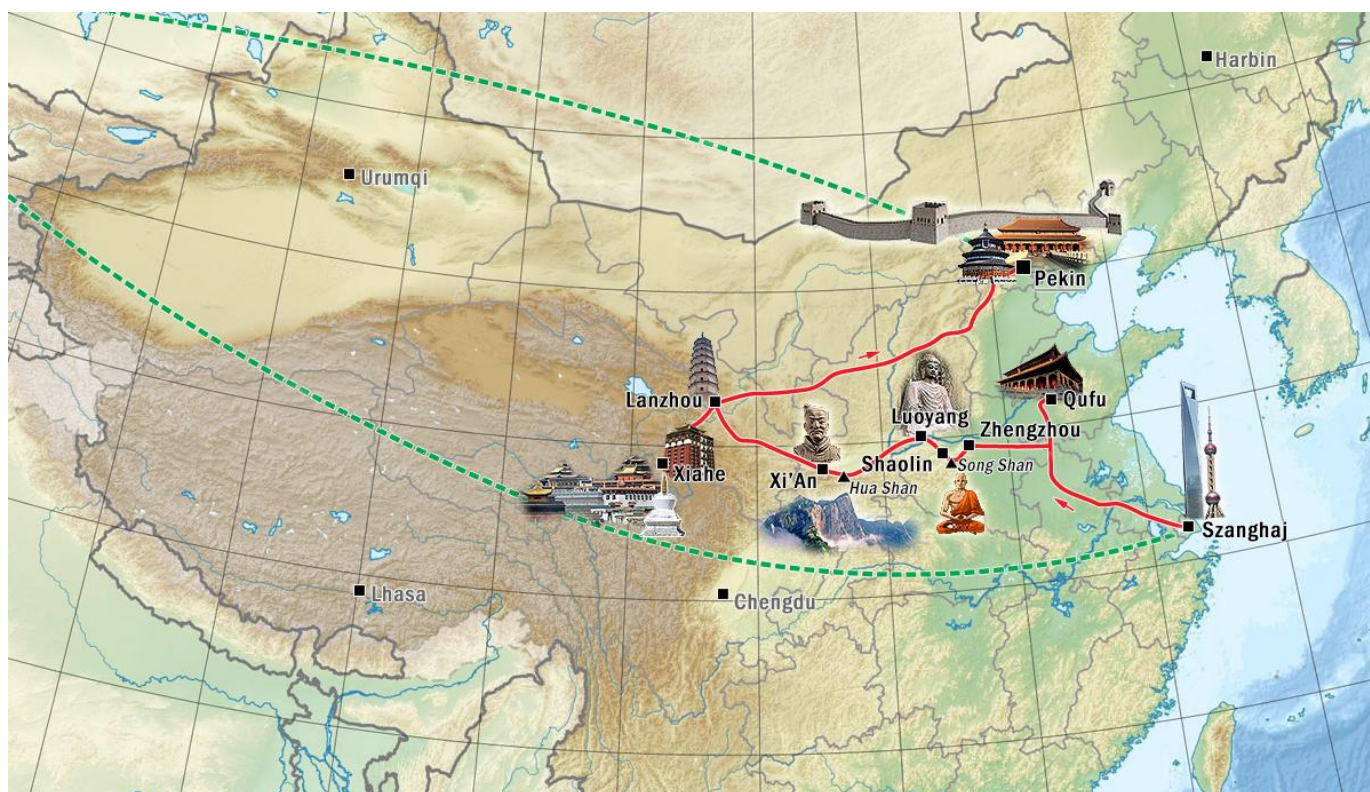 Harbin
Urumqi
Pekin
Lanzhou
Qufu
Luoyang
Zhengzhou
Shaolin
Song Shan
Xiahe
Xi'An
Hua Shan
Szanghaj
Lhasa
Chengdu